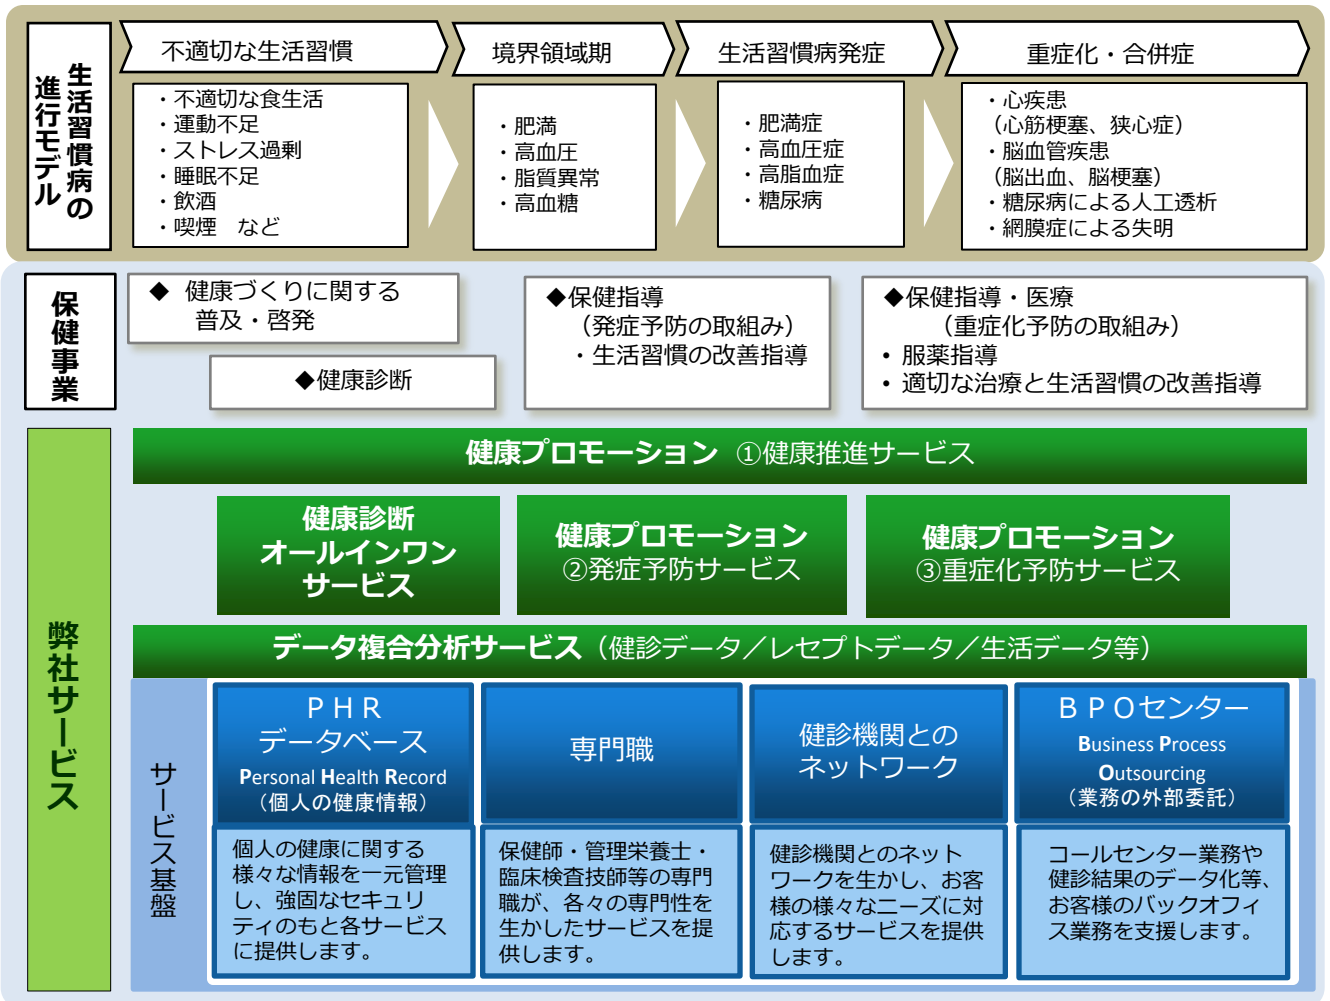 生活習慣病の
進行モデル
不適切な生活習慣
境界領域期
生活習慣病発症
重症化・合併症
・不適切な食生活
・運動不足
・ストレス過剰
・睡眠不足
・飲酒
・喫煙　など
・肥満
・高血圧
・脂質異常
・高血糖
・肥満症
・高血圧症
・高脂血症
・糖尿病
・心疾患
（心筋梗塞、狭心症）
・脳血管疾患
（脳出血、脳梗塞）
・糖尿病による人工透析
・網膜症による失明
保健事業
◆ 健康づくりに関する
普及・啓発
◆健康診断
◆保健指導
（発症予防の取組み）
・生活習慣の改善指導
◆保健指導・医療
（重症化予防の取組み）
• 服薬指導
• 適切な治療と生活習慣の改善指導
弊社サービス
健康プロモーション ①健康推進サービス
健康診断
オールインワン
サービス
健康プロモーション
②発症予防サービス
健康プロモーション
③重症化予防サービス
データ複合分析サービス（健診データ／レセプトデータ／生活データ等）
サービス基盤
ＰＨＲ
データベース
Personal Health Record
（個人の健康情報）
専門職
健診機関との
ネットワーク
ＢＰＯセンター
Business Process
Outsourcing
（業務の外部委託）
個人の健康に関する
様々な情報を一元管理
し、強固なセキュリ
ティのもと各サービス
に提供します。
保健師・管理栄養士・
臨床検査技師等の専門
職が、各々の専門性を
生かしたサービスを提
供します。
健診機関とのネット
ワークを生かし、お客
様の様々なニーズに対
応するサービスを提供
します。
コールセンター業務や
健診結果のデータ化等、
お客様のバックオフィ
ス業務を支援します。